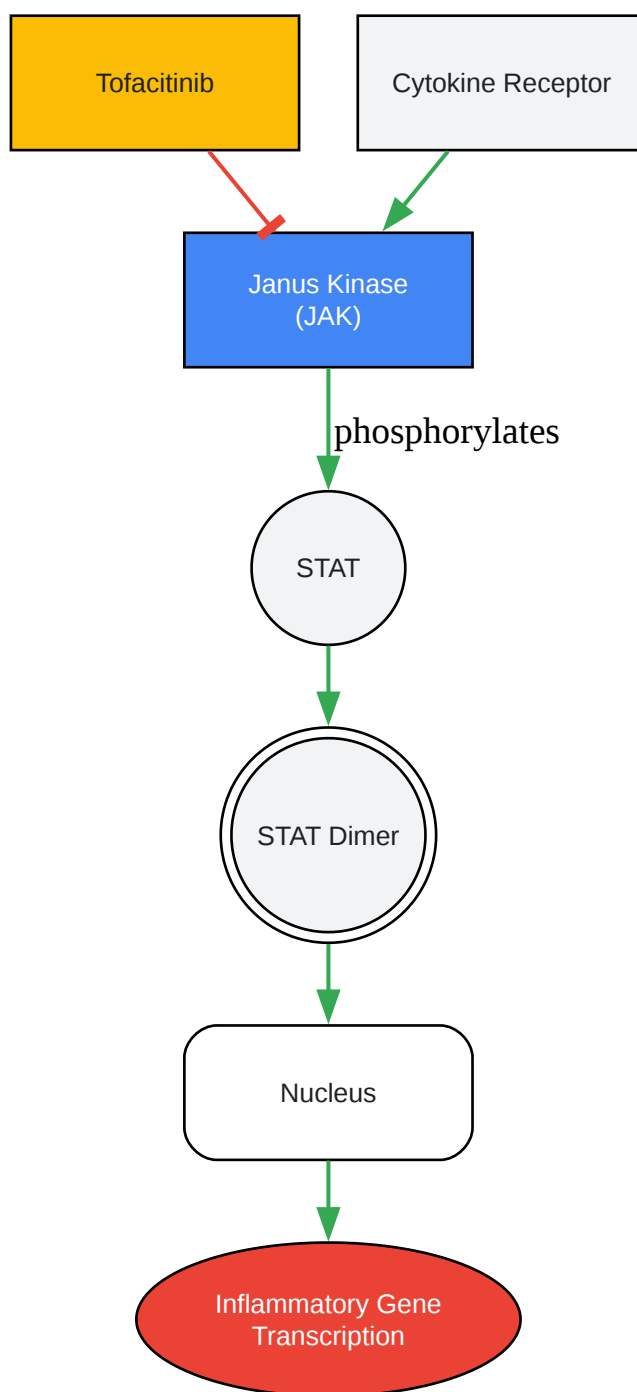 Tofacitinib
Cytokine Receptor
Janus Kinase
(JAK)
phosphorylates
STAT
STAT Dimer
Nucleus
Inflammatory Gene
Transcription